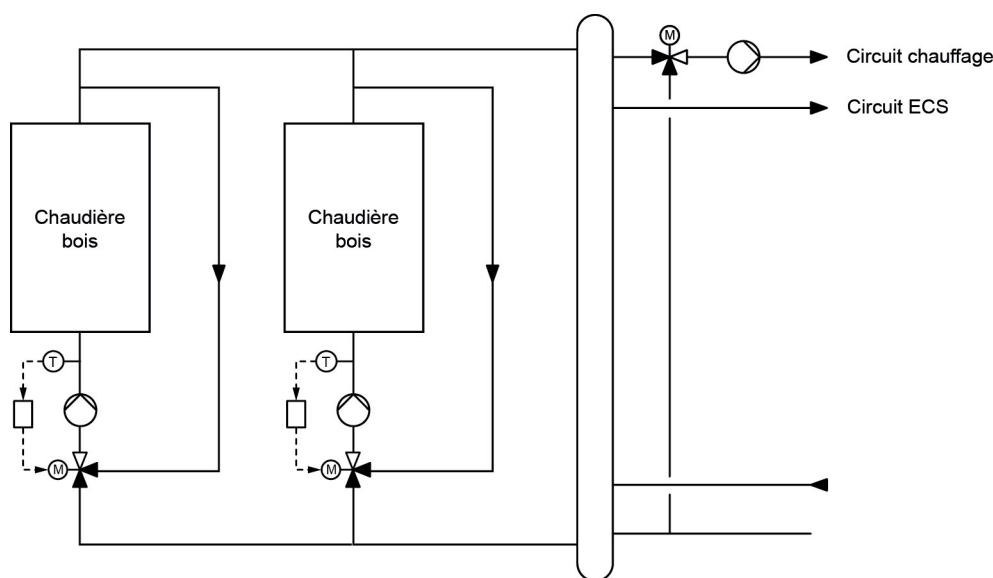 M
Circuit chauffage
Circuit ECS
Chaudière
bois
Chaudière
bois
T
T
M
M